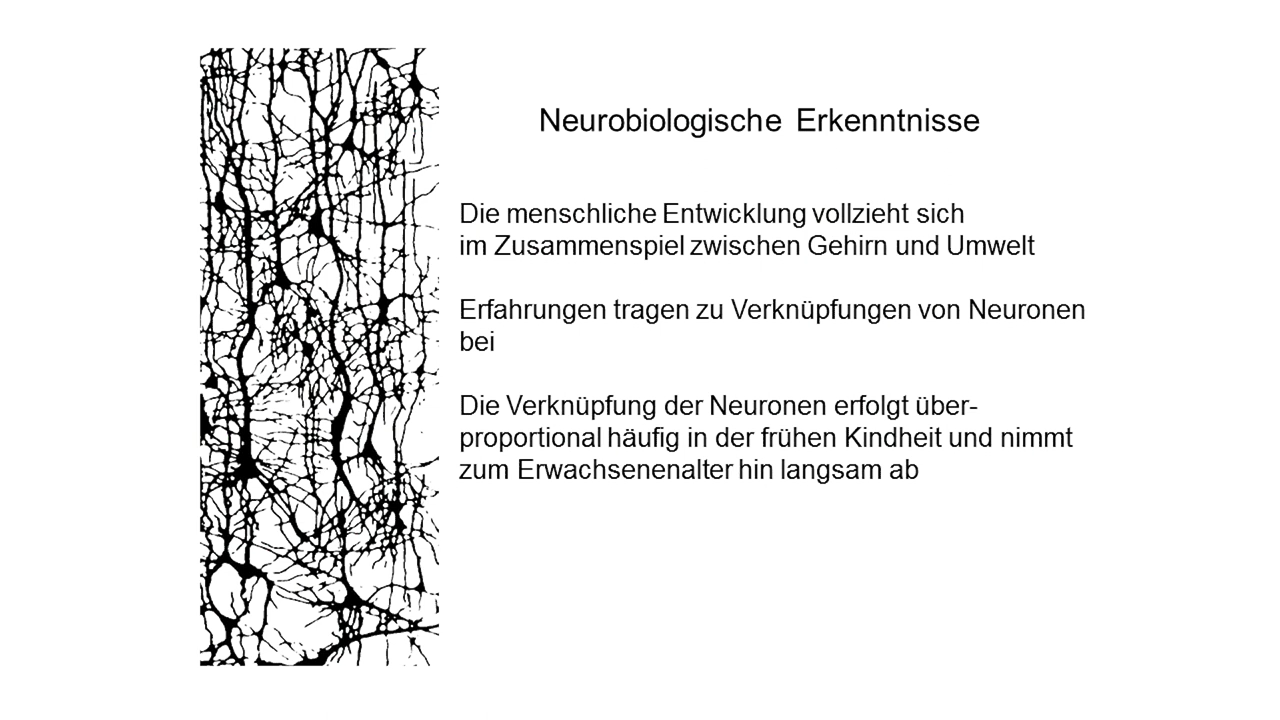 Neurobiologische Erkenntnisse
Die menschliche Entwicklung vollzieht sich
im Zusammenspiel zwischen Gehirn und Umwelt
Erfahrungen tragen zu Verknüpfungen von Neuronen
bei
Die Verknüpfung der Neuronen erfolgt über-
proportional häufig in der frühen Kindheit und nimmt
zum Erwachsenenalter hin langsam ab